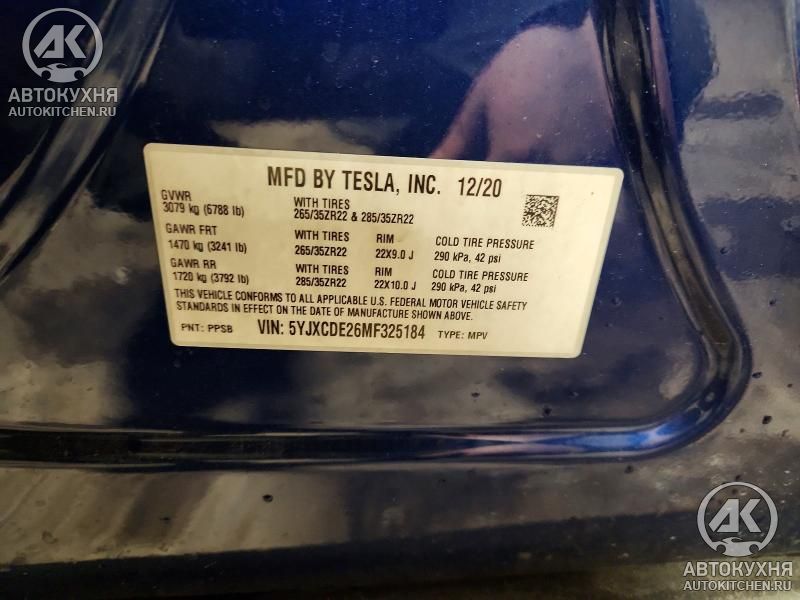 AK
АВТОКУХНЯ
AUTOKITCHEN.RU
MFD BY TESLA, INC. 12/20
GVWR
3079 kg (6788 lb)
WITH TIRES
265/35ZR22 & 285/35ZR22
GAWR FRT
1470 kg (3241 lb)
WITH TIRES
265/35ZR22
RIM
22X9.0 J
COLD TIRE PRESSURE
290 kPa, 42 psi
GAWR RR
1720 kg (3792 lb)
WITH TIRES
285/35ZR22
RIM
22X10.0 J
COLD TIRE PRESSURE
290 kPa, 42 psi
THIS VEHICLE CONFORMS TO ALL APPLICABLE U.S. FEDERAL MOTOR VEHICLE SAFETY
STANDARDS IN EFFECT ON THE DATE OF MANUFACTURE SHOWN ABOVE.
PNT: PPSB VIN: 5YJXCDE26MF325184 TYPE: MPV
AK
АВТОКУХНЯ
AUTOKITCHEN.RU